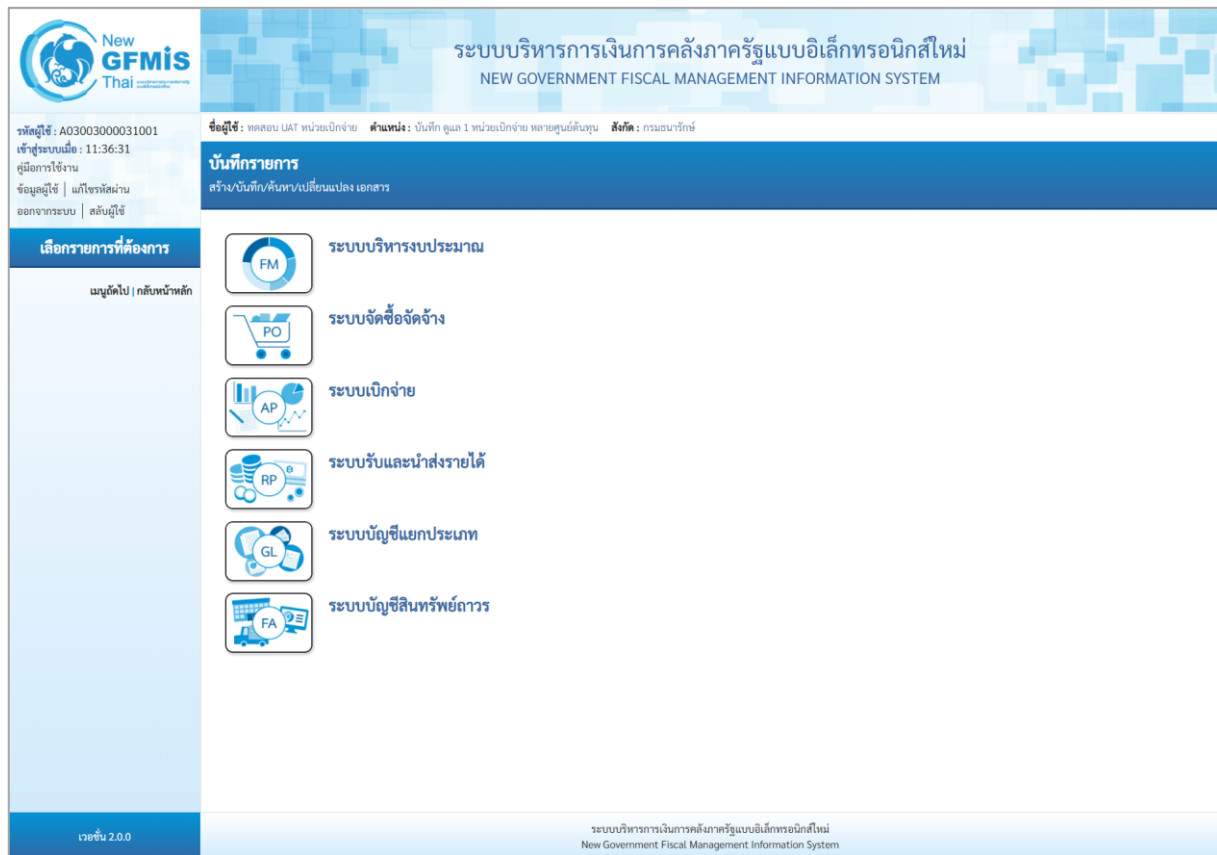 New
GFMiS
Thai
ระบบบริหารการเงินการคลังภาครัฐแบบอิเล็กทรอนิกส์ใหม่
NEW GOVERNMENT FISCAL MANAGEMENT INFORMATION SYSTEM
รหัสผู้ใช้ : A03003000031001
เข้าสู่ระบบเมื่อ : 11:36:31
คู่มือการใช้งาน
ข้อมูลผู้ใช้ | แก้ไขรหัสผ่าน
ออกจากระบบ | สลับผู้ใช้
ชื่อผู้ใช้ : ทดสอบ UAT หน่วยเบิกจ่าย ตำแหน่ง : บันทึก ดูแล 1 หน่วยเบิกจ่าย หลายศูนย์ต้นทุน สังกัด : กรมธนารักษ์
บันทึกรายการ
สร้าง/บันทึก/ค้นหา/เปลี่ยนแปลง เอกสาร
เลือกรายการที่ต้องการ
เมนูถัดไป | กลับหน้าหลัก
FM ระบบบริหารงบประมาณ
PO ระบบจัดซื้อจัดจ้าง
AP ระบบเบิกจ่าย
RP ระบบรับและนำส่งรายได้
GL ระบบบัญชีแยกประเภท
FA ระบบบัญชีสินทรัพย์ถาวร
เวอชั่น 2.0.0
ระบบบริหารการเงินการคลังภาครัฐแบบอิเล็กทรอนิกส์ใหม่
New Government Fiscal Management Information System